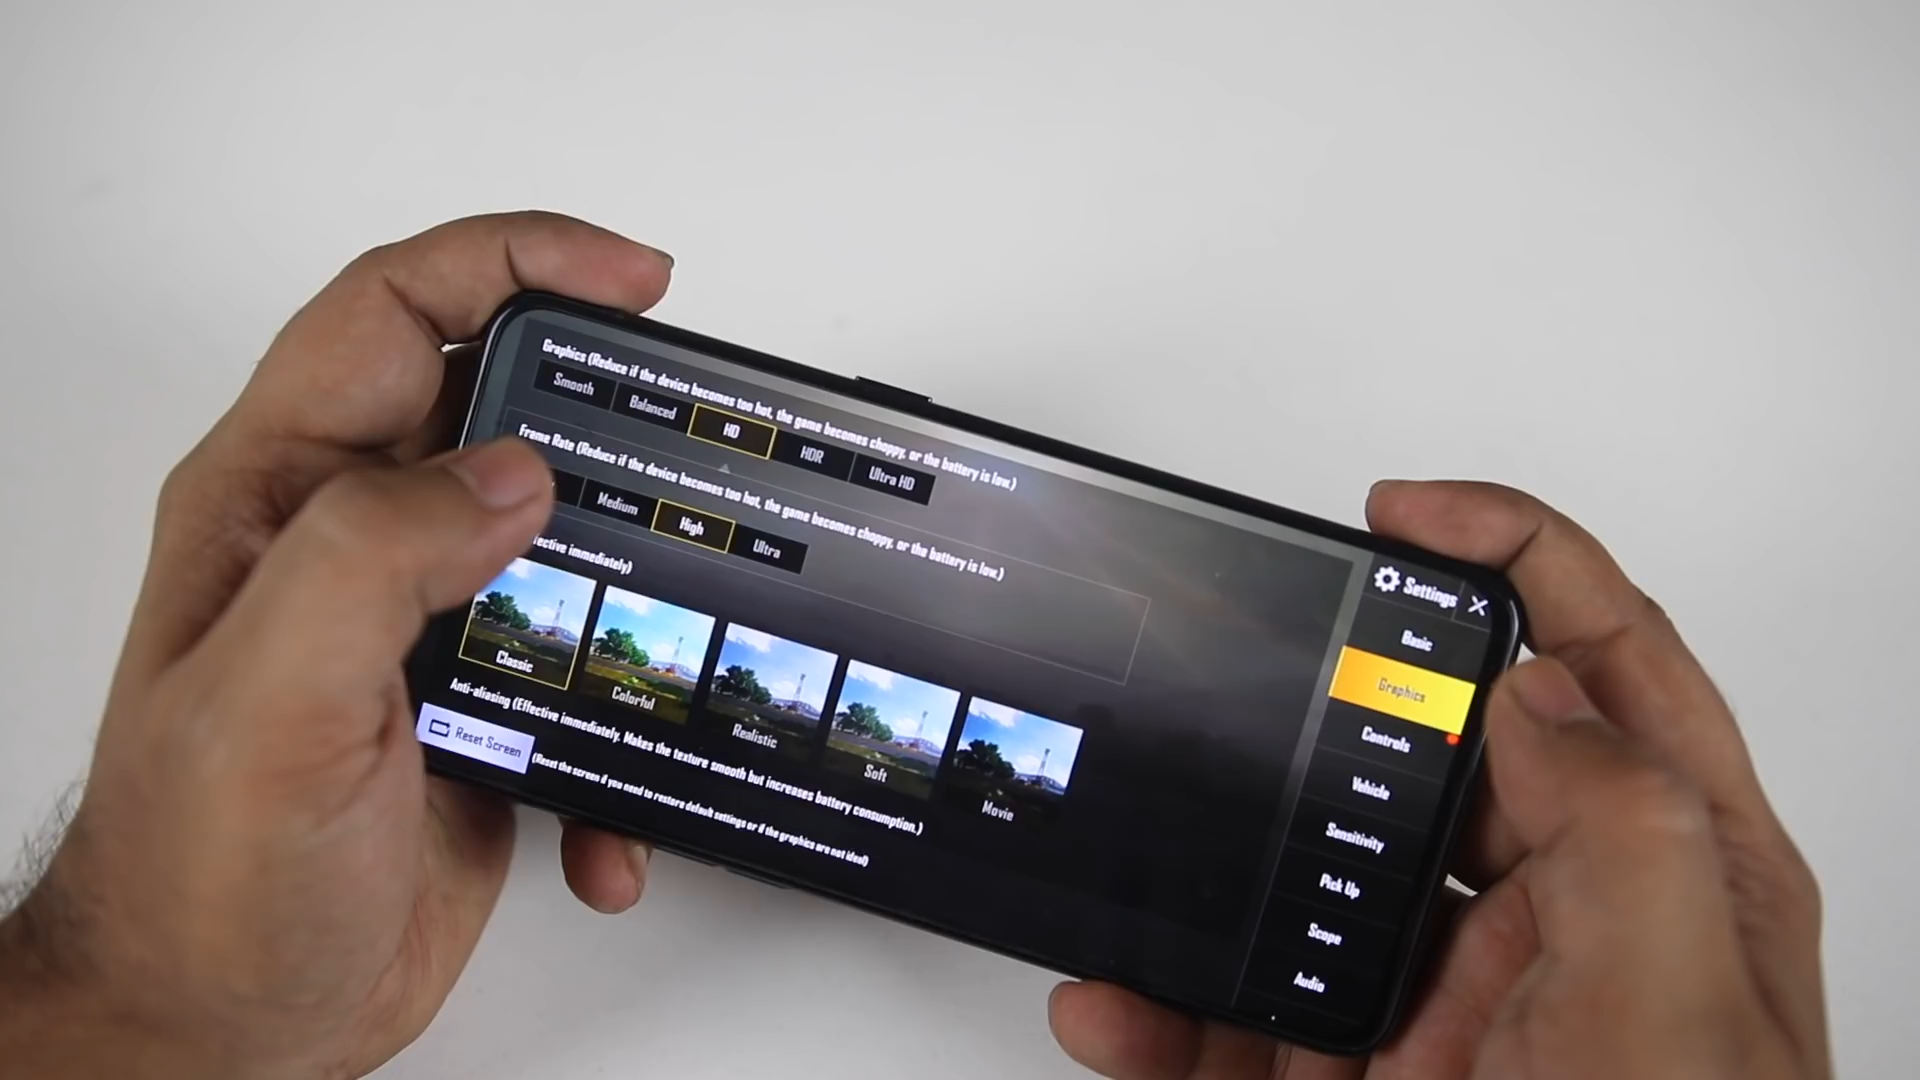 Graphics (Reduce if the device becomes too hot, the game becomes choppy, or the battery is low.)
Smooth Balanced HD HDR Ultra HD
Frame Rate (Reduce if the device becomes too hot, the game becomes choppy, or the battery is low.)
Medium High Ultra
immediately)
Classic Colorful Realistic Soft Movie
Anti-aliasing (Effective immediately. Makes the texture smooth but increases battery consumption.)
Reset Screen (Reset the screen if you need to restore default settings or if the graphics are not ideal)
Settings
Basic
Graphics
Controls
Vehicle
Sensitivity
Pick Up
Scope
Audio